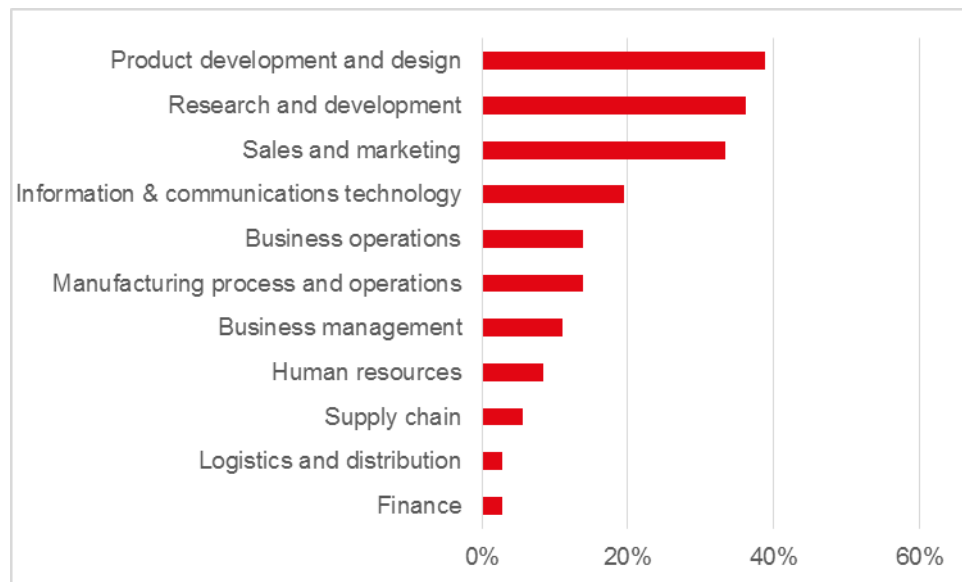 Product development and design
Research and development
Sales and marketing
Information & communications technology
Business operations
Manufacturing process and operations
Business management
Human resources
Supply chain
Logistics and distribution
Finance
0% 20% 40% 60%